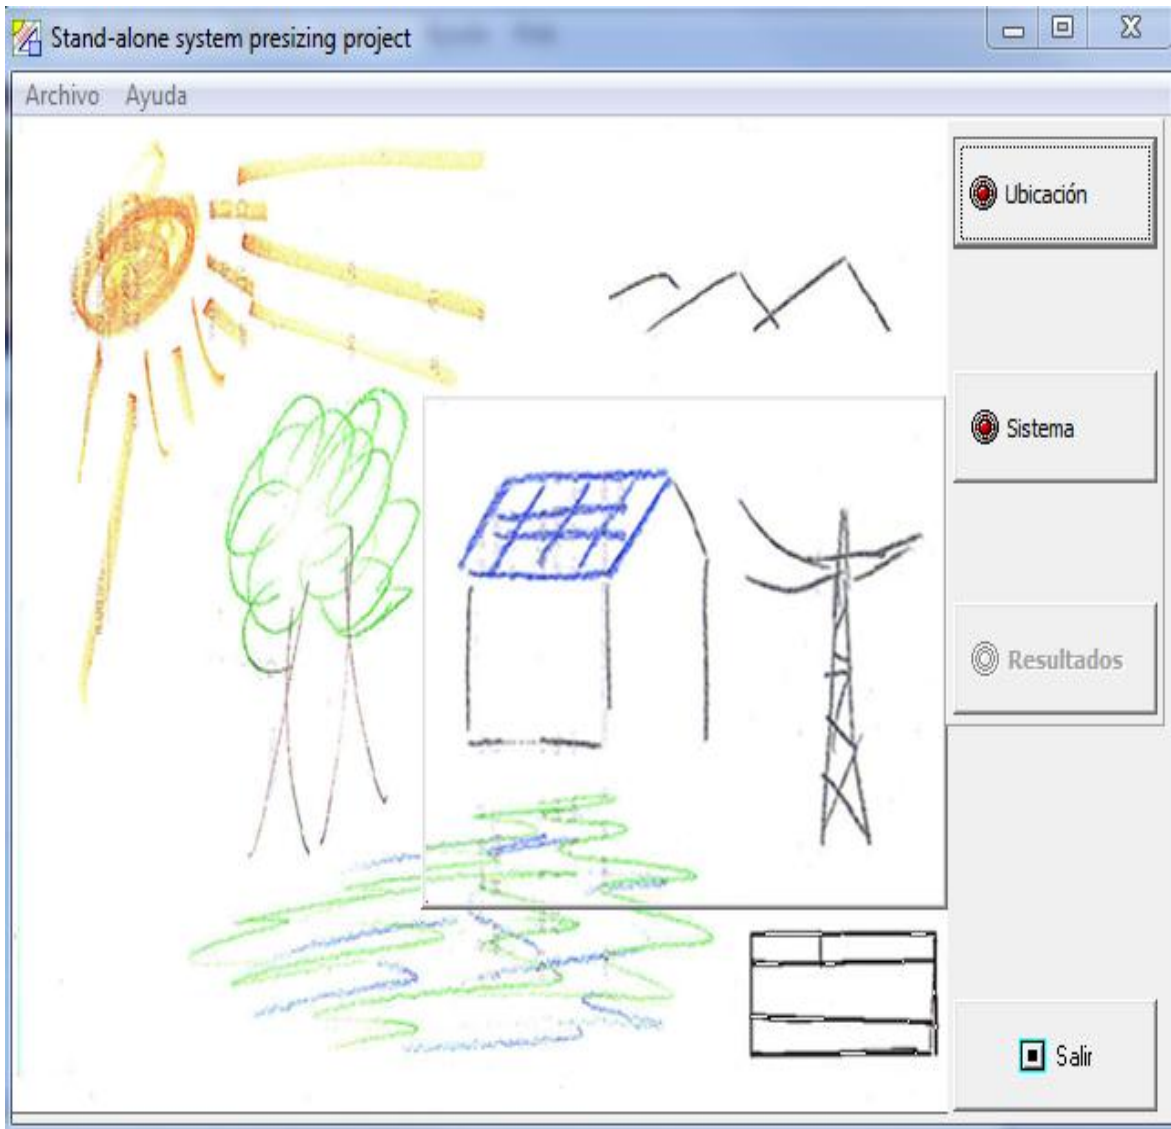 Stand-alone system presizing project
Archivo Ayuda
Ubicación
Sistema
Resultados
Salir